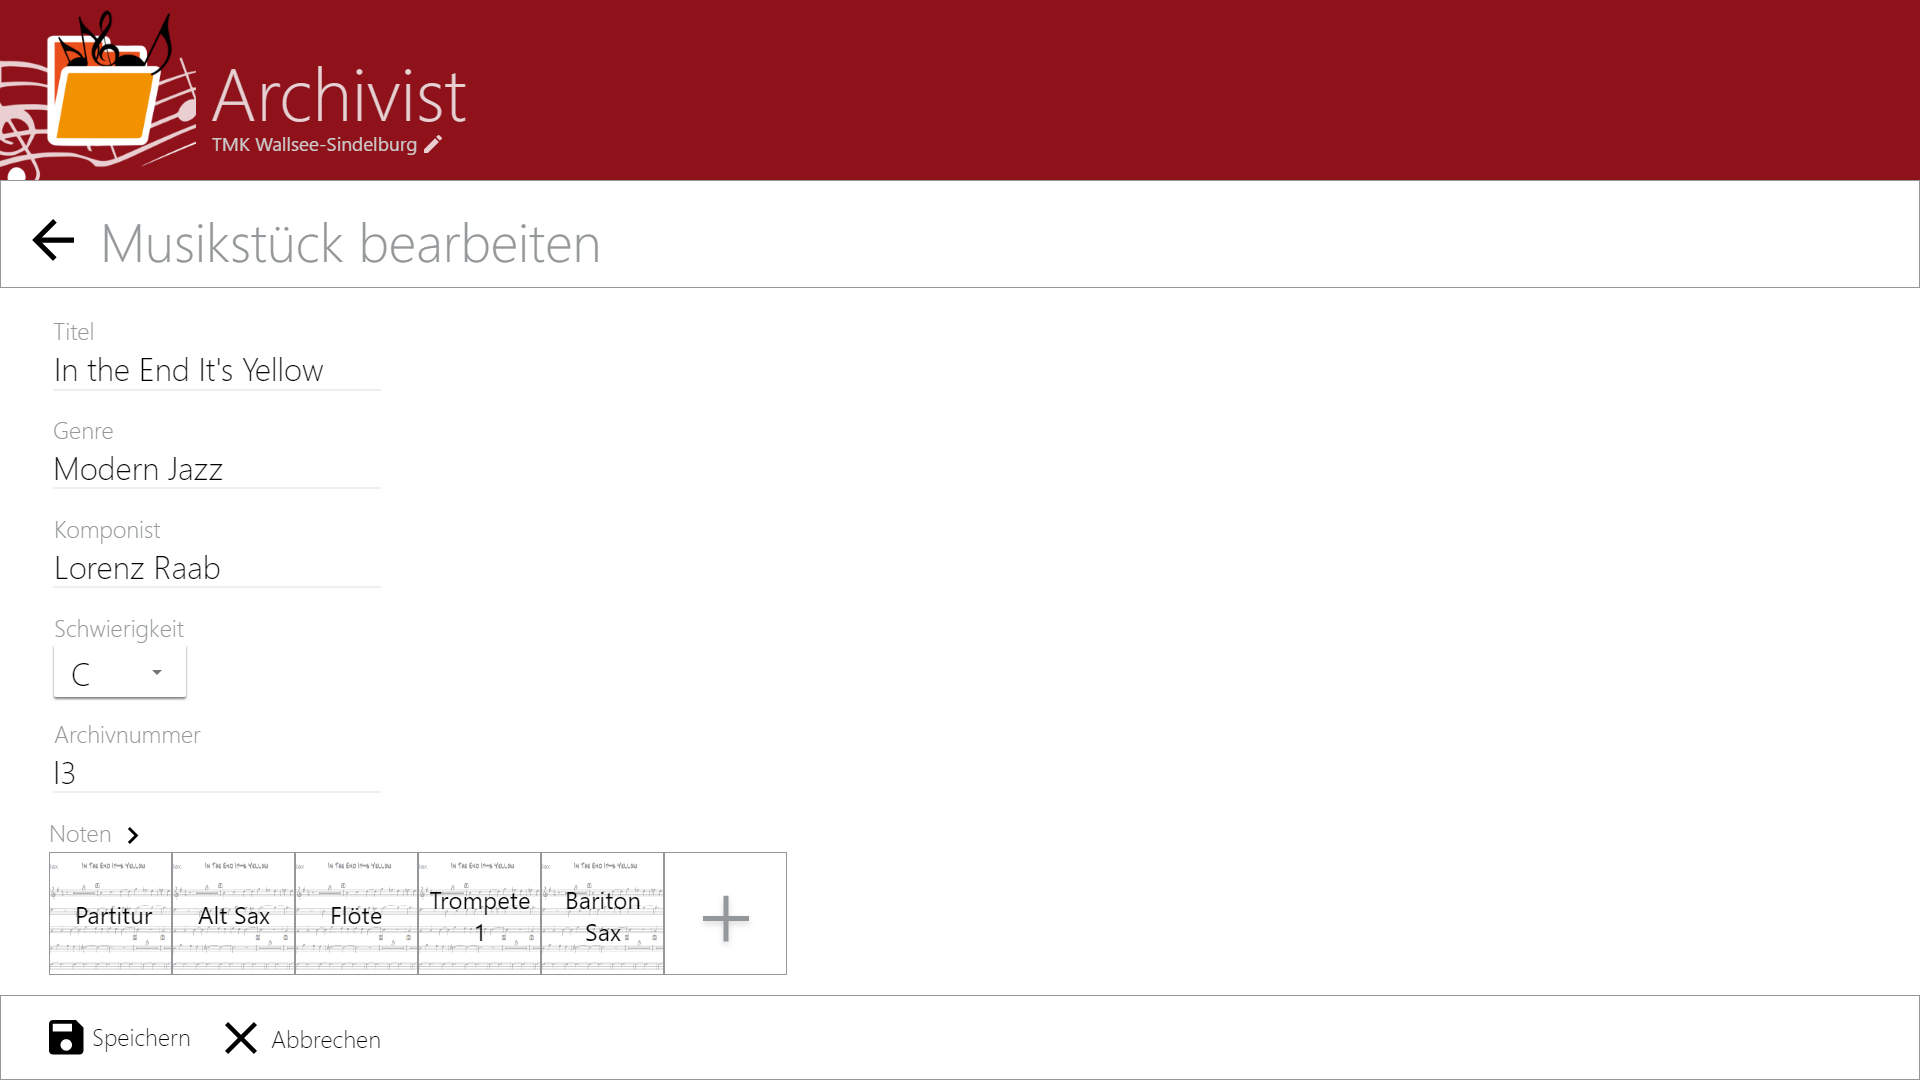 Archivist
TMK Wallsee-Sindelburg
Musikstück bearbeiten
Titel
In the End It's Yellow
Genre
Modern Jazz
Komponist
Lorenz Raab
Schwierigkeit
C
Archivnummer
I3
Noten
Partitur
Alt Sax
Flöte
Trompete
1
Bariton
Sax
Speichern
Abbrechen